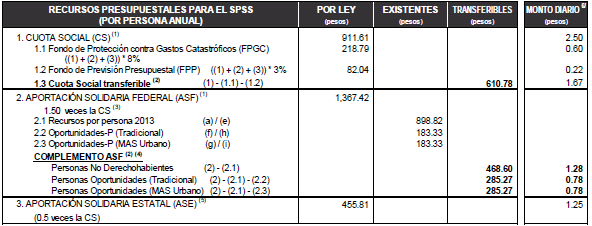 RECURSOS PRESUPUESTALES PARA EL SPSS (POR PERSONA ANUAL) POR LEY (pesos) EXISTENTES (pesos) TRANSFERIBLES (pesos) MONTO DIARIO (pesos)
1. CUOTA SOCIAL (CS) (1) 911.61 2.50
1.1 Fondo de Protección contra Gastos Catastróficos (FPGC) 218.79 0.60
((1) + (2) + (3)) * 8%
1.2 Fondo de Previsión Presupuestal (FPP) ((1) + (2) + (3)) * 3% 82.04 0.22
1.3 Cuota Social transferible (2) (1) - (1.1) - (1.2) 610.78 1.67
2. APORTACIÓN SOLIDARIA FEDERAL (ASF) (1) 1,367.42
1.50 veces la CS (3)
2.1 Recursos por persona 2013 (a) / (e) 898.82
2.2 Oportunidades-P (Tradicional) (f) / (h) 183.33
2.3 Oportunidades-P (MAS Urbano) (g) / (i) 183.33
COMPLEMENTO ASF (2) (4)
Personas No Derechohabientes (2) - (2.1) 468.60 1.28
Personas Oportunidades (Tradicional) (2) - (2.1) - (2.2) 285.27 0.78
Personas Oportunidades (MAS Urbano) (2) - (2.1) - (2.3) 285.27 0.78
3. APORTACIÓN SOLIDARIA ESTATAL (ASE) (5) 455.81 1.25
(0.5 veces la CS)